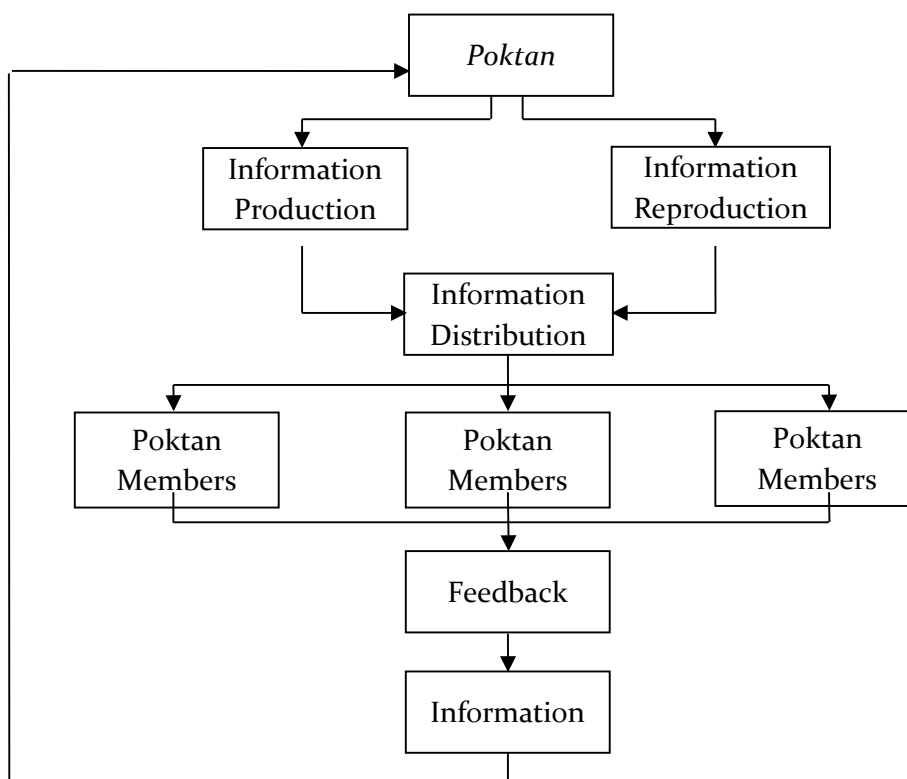 Poktan
Information
Production
Information
Reproduction
Information
Distribution
Poktan
Members
Poktan
Members
Poktan
Members
Feedback
Information